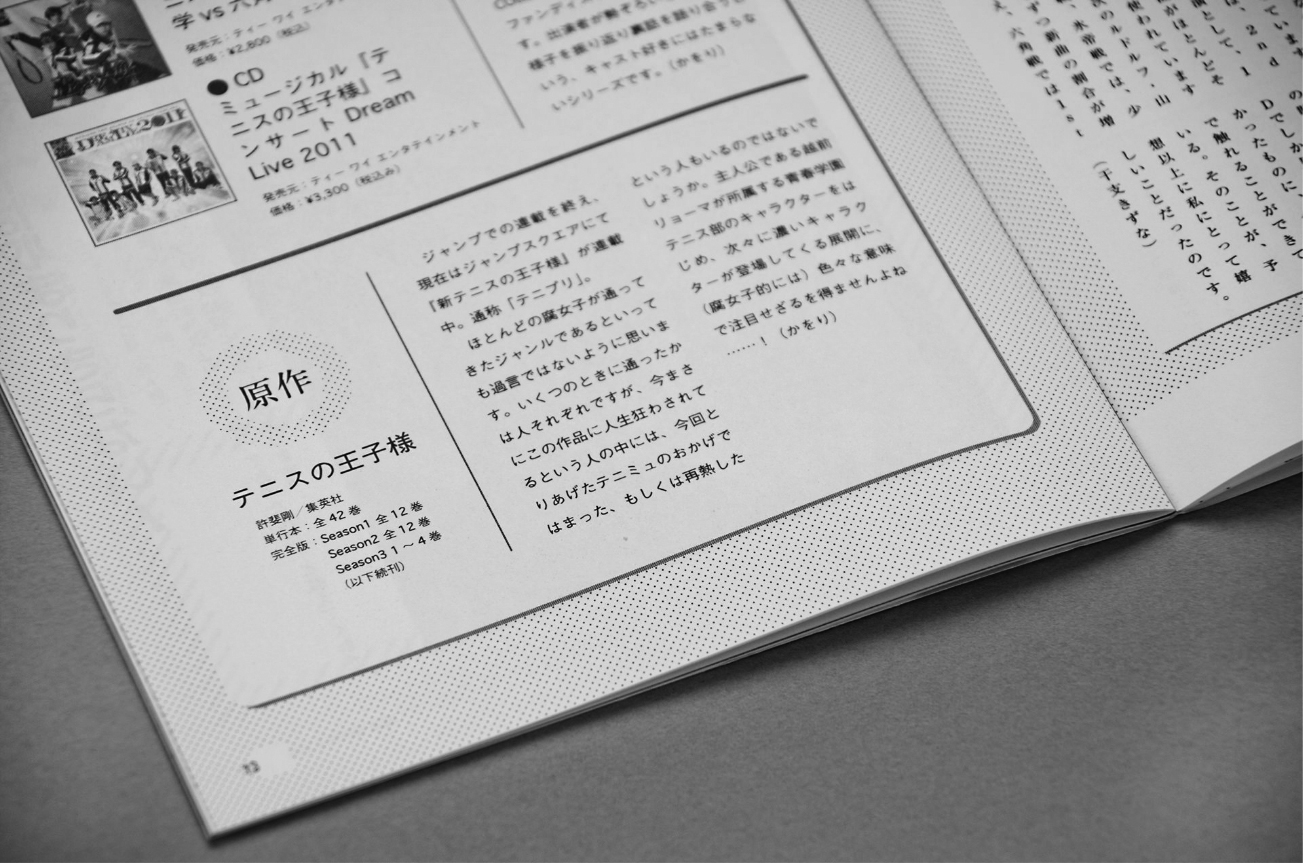 学 vs 六
発売元：ティー ワイ エンタ
価格：¥2,800（税込）
●CD
ミュージカル『テ
ニスの王子様』コ
ンサート Dream
Live 2011
発売元：ティー ワイ エンタテインメント
価格：¥3,300（税込み）
ファンディ
す。出演者が勢ぞろい
様子を振り返り裏話を語り合う
いう、キャスト好きにはたまらな
いシリーズです。（かをり）
原作
テニスの王子様
許斐剛／集英社
単行本：全 42 巻
完全版：Season1 全 12 巻
Season2 全 12 巻
Season3 1 〜 4 巻
（以下続刊）
ジャンプでの連載を終え、
現在はジャンプスクエアにて
『新テニスの王子様』が連載
中。通称「テニプリ」。
ほとんどの腐女子が通って
きたジャンルであるといって
も過言ではないように思いま
す。いくつのときに通ったか
は人それぞれですが、今まさ
にこの作品に人生狂わされて
るという人の中には、今回と
りあげたテニミュのおかげで
はまった、もしくは再熱した
という人もいるのではないで
しょうか。主人公である越前
リョーマが所属する青春学園
テニス部のキャラクターをは
じめ、次々に濃いキャラク
ターが登場してくる展開に、
（腐女子的には）色々な意味
で注目せざるを得ませんよね
……！（かをり）
ています
は、2nd
演として、1
がほとんどそ
使われています
次のルドルフ・山
、氷帝戦では、少
ずつ新曲の割合が増
え、六角戦では1st
Dでしか
かったものに、
で触れることができて
いる。そのことが、予
想以上に私にとって嬉
しいことだったのです。
（干支きずな）